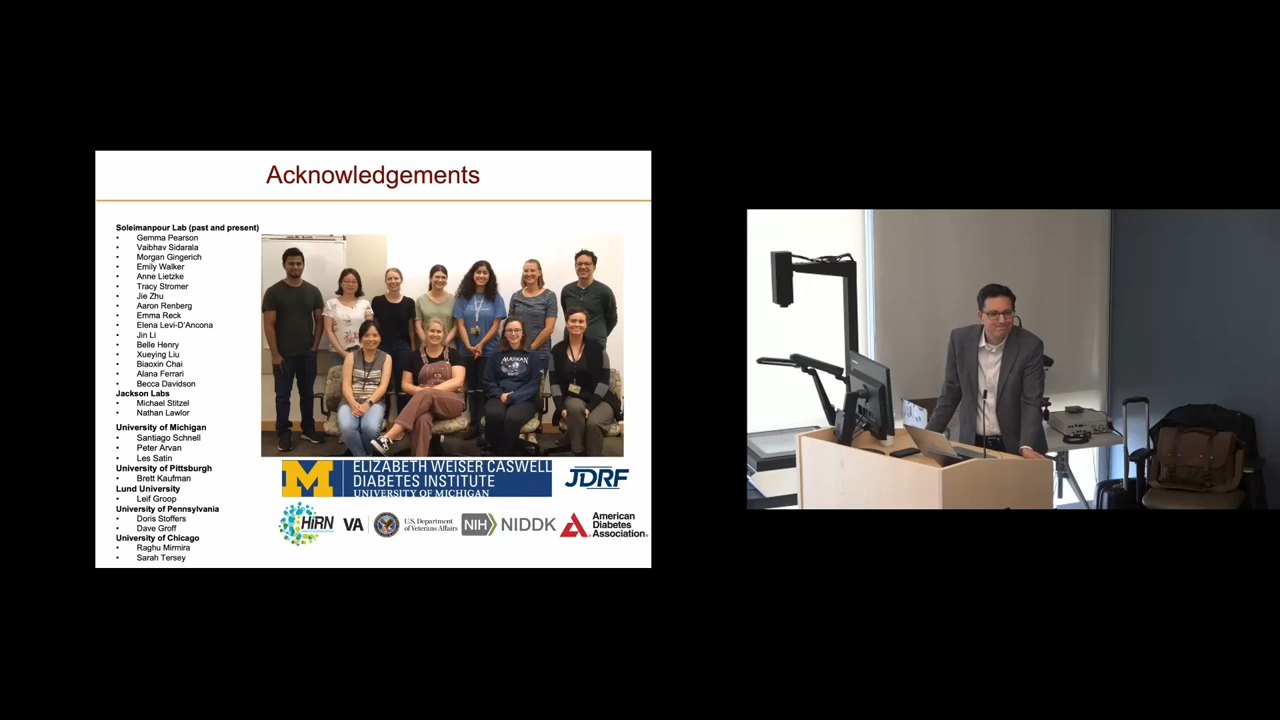 Acknowledgements
Soleimanpour Lab (past and present)
• Gemma Pearson
• Vaibhav Sidarala
• Morgan Gingerich
• Emily Walker
• Anne Lietzke
• Tracy Stromer
• Jie Zhu
• Aaron Renberg
• Emma Reck
• Elena Levi-D'Ancona
• Jin Li
• Belle Henry
• Xueying Liu
• Biaoxin Chai
• Alana Ferrari
• Becca Davidson
Jackson Labs
• Michael Stitzel
• Nathan Lawlor
University of Michigan
• Santiago Schnell
• Peter Arvan
• Les Satin
University of Pittsburgh
• Brett Kaufman
Lund University
• Leif Groop
University of Pennsylvania
• Doris Stoffers
• Dave Groff
University of Chicago
• Raghu Mirmira
• Sarah Tersey
ALASKAN
M
ELIZABETH WEISER CASWELL
DIABETES INSTITUTE
UNIVERSITY OF MICHIGAN
JDRF
HIRN
VA
U.S. Department
of Veterans Affairs
NIH
NIDDK
American
Diabetes
Association®